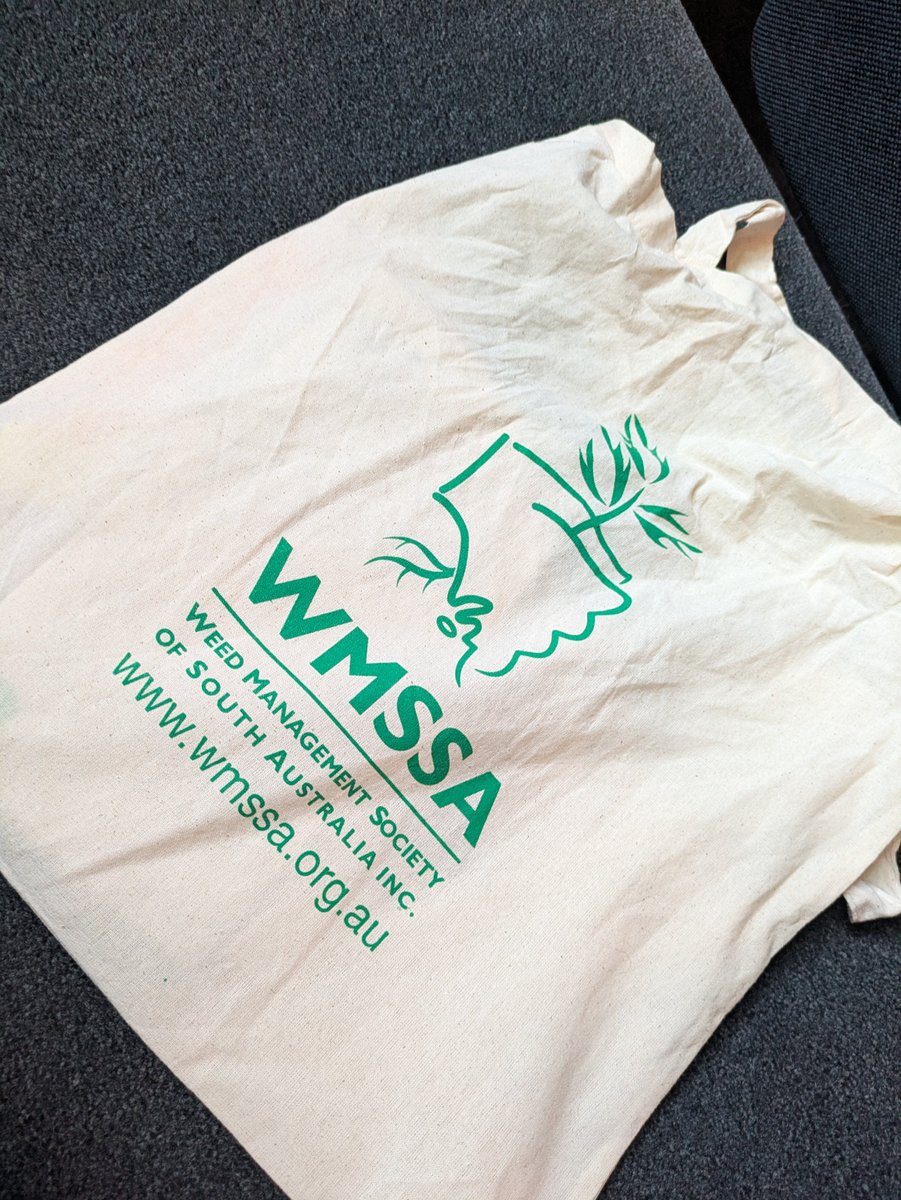 WMSSA
WEED MANAGEMENT SOCIETY
OF SOUTH AUSTRALIA INC.
www.wmssa.org.au